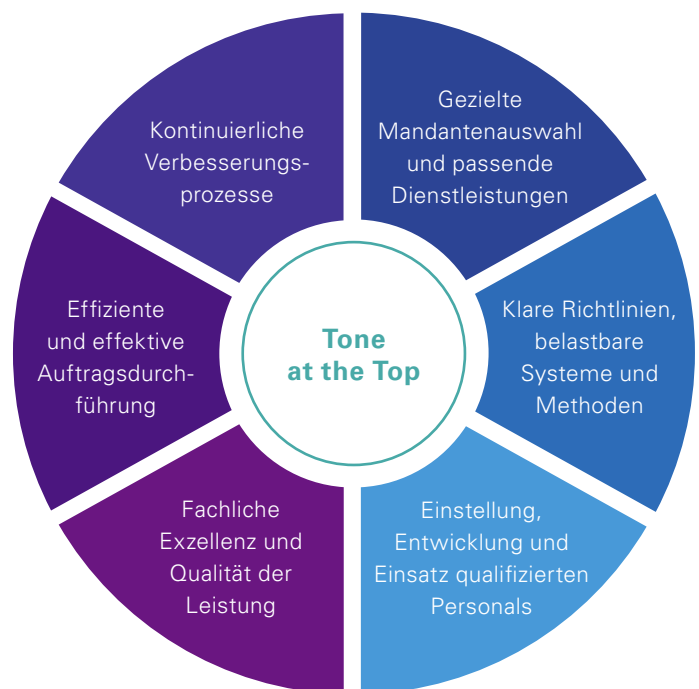 Gezielte
Mandantenauswahl
und passende
Dienstleistungen
Klare Richtlinien,
belastbare
Systeme und
Methoden
Einstellung,
Entwicklung und
Einsatz qualifizierten
Personals
Fachliche
Exzellenz und
Qualität der
Leistung
Effiziente
und effektive
Auftragsdurch-
führung
Kontinuierliche
Verbesserungs-
prozesse
Tone
at the Top